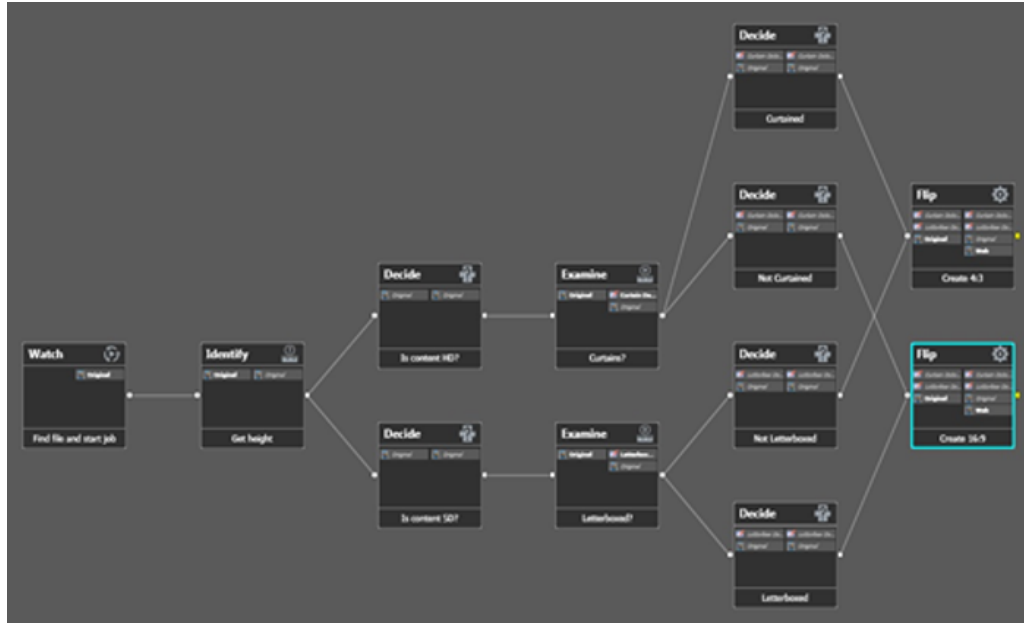 Watch
Original
Find file and start job
Identify
Original Original
Get height
Decide
Original Original
Is content HD?
Decide
Original Original
Is content SD?
Examine
Original Curtain De...
Original
Curtains?
Examine
Original Letterbox...
Original
Letterboxed?
Decide
Original Original
Curtained
Decide
Original Original
Not Curtained
Decide
Original Original
Not Letterboxed
Decide
Original Original
Letterboxed
Flip
Original Original
Web
Create 4:3
Flip
Original Original
Web
Create 16:9